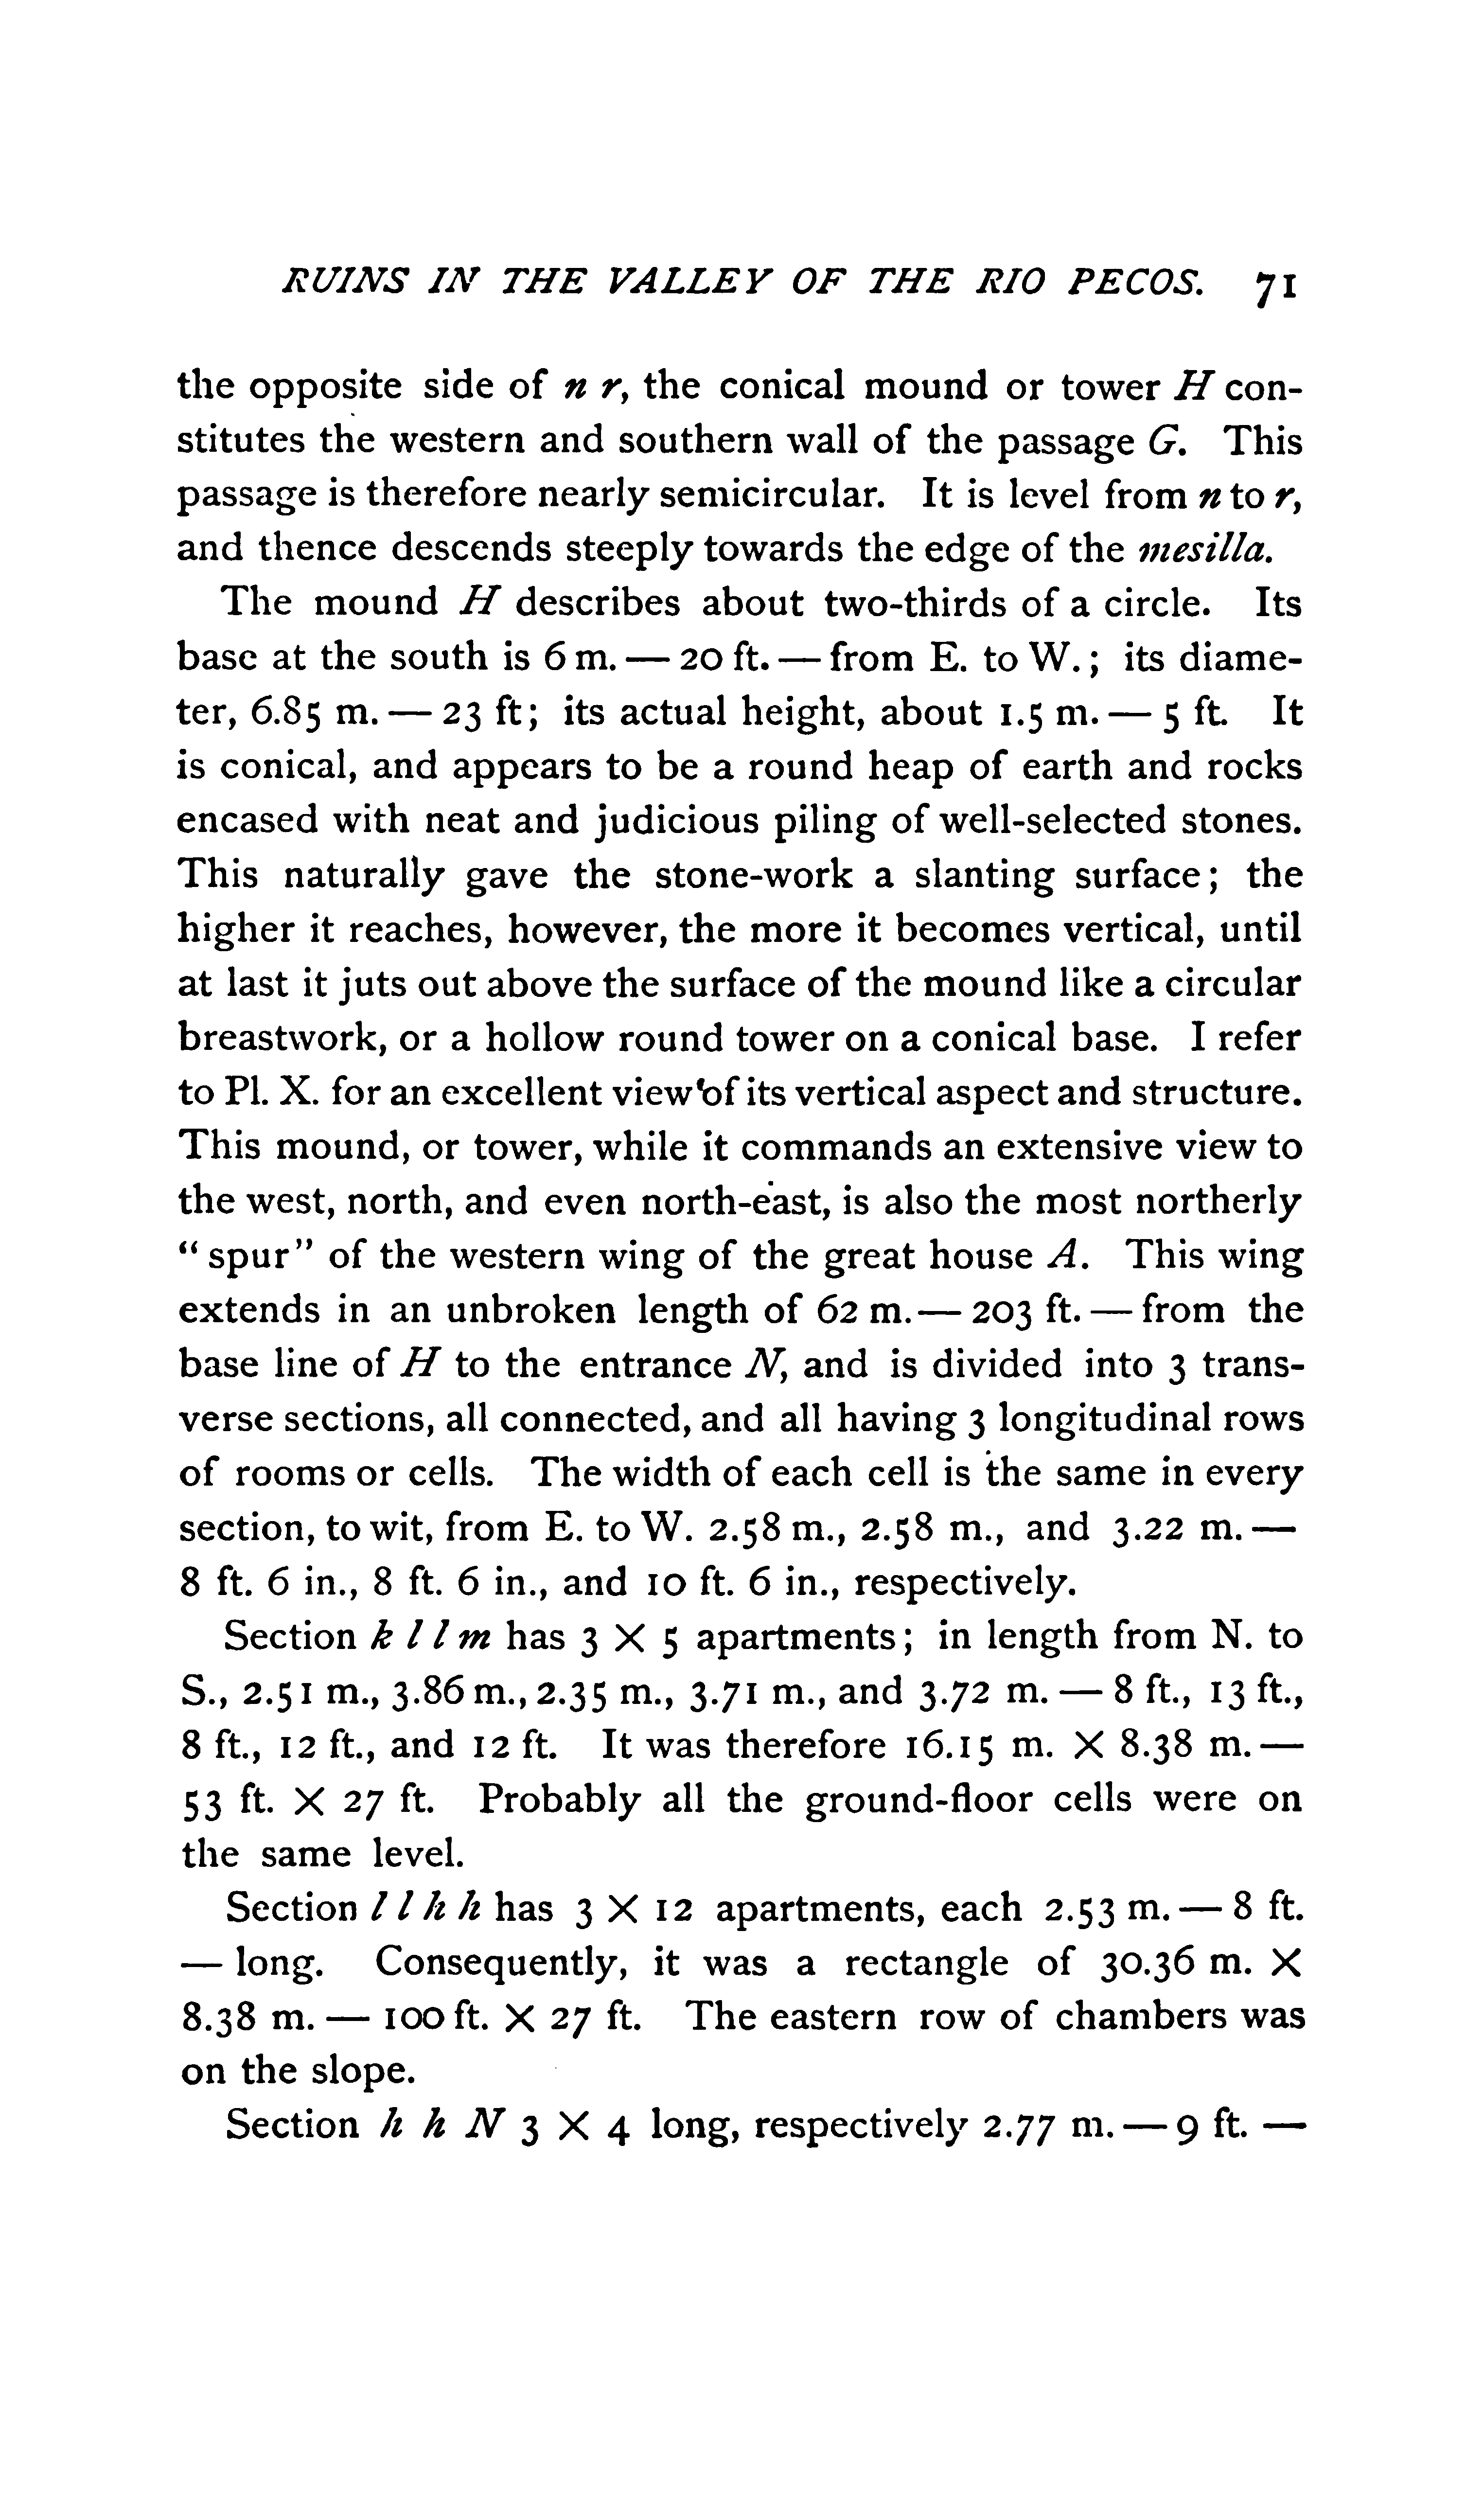 RUINS IN THE VALLEY OF THE RIO PECOS. 71
the opposite side of n r, the conical mound or tower H con-
stitutes the western and southern wall of the passage G. This
passage is therefore nearly semicircular. It is level from n to r,
and thence descends steeply towards the edge of the mesilla.
The mound H describes about two-thirds of a circle. Its
base at the south is 6 m. — 20 ft. — from E. to W.; its diame-
ter, 6.85 m. — 23 ft; its actual height, about 1.5 m. — 5 ft. It
is conical, and appears to be a round heap of earth and rocks
encased with neat and judicious piling of well-selected stones.
This naturally gave the stone-work a slanting surface; the
higher it reaches, however, the more it becomes vertical, until
at last it juts out above the surface of the mound like a circular
breastwork, or a hollow round tower on a conical base. I refer
to Pl. X. for an excellent view of its vertical aspect and structure.
This mound, or tower, while it commands an extensive view to
the west, north, and even north-east, is also the most northerly
"spur" of the western wing of the great house A. This wing
extends in an unbroken length of 62 m. — 203 ft. — from the
base line of H to the entrance N, and is divided into 3 trans-
verse sections, all connected, and all having 3 longitudinal rows
of rooms or cells. The width of each cell is the same in every
section, to wit, from E. to W. 2.58 m., 2.58 m., and 3.22 m. —
8 ft. 6 in., 8 ft. 6 in., and 10 ft. 6 in., respectively.
Section k l l m has 3 X 5 apartments; in length from N. to
S., 2.51 m., 3.86 m., 2.35 m., 3.71 m., and 3.72 m. — 8 ft., 13 ft.,
8 ft., 12 ft., and 12 ft. It was therefore 16.15 m. X 8.38 m. —
53 ft. X 27 ft. Probably all the ground-floor cells were on
the same level.
Section l l h h has 3 X 12 apartments, each 2.53 m. — 8 ft.
— long. Consequently, it was a rectangle of 30.36 m. X
8.38 m. — 100 ft. X 27 ft. The eastern row of chambers was
on the slope.
Section h h N 3 X 4 long, respectively 2.77 m. — 9 ft. —